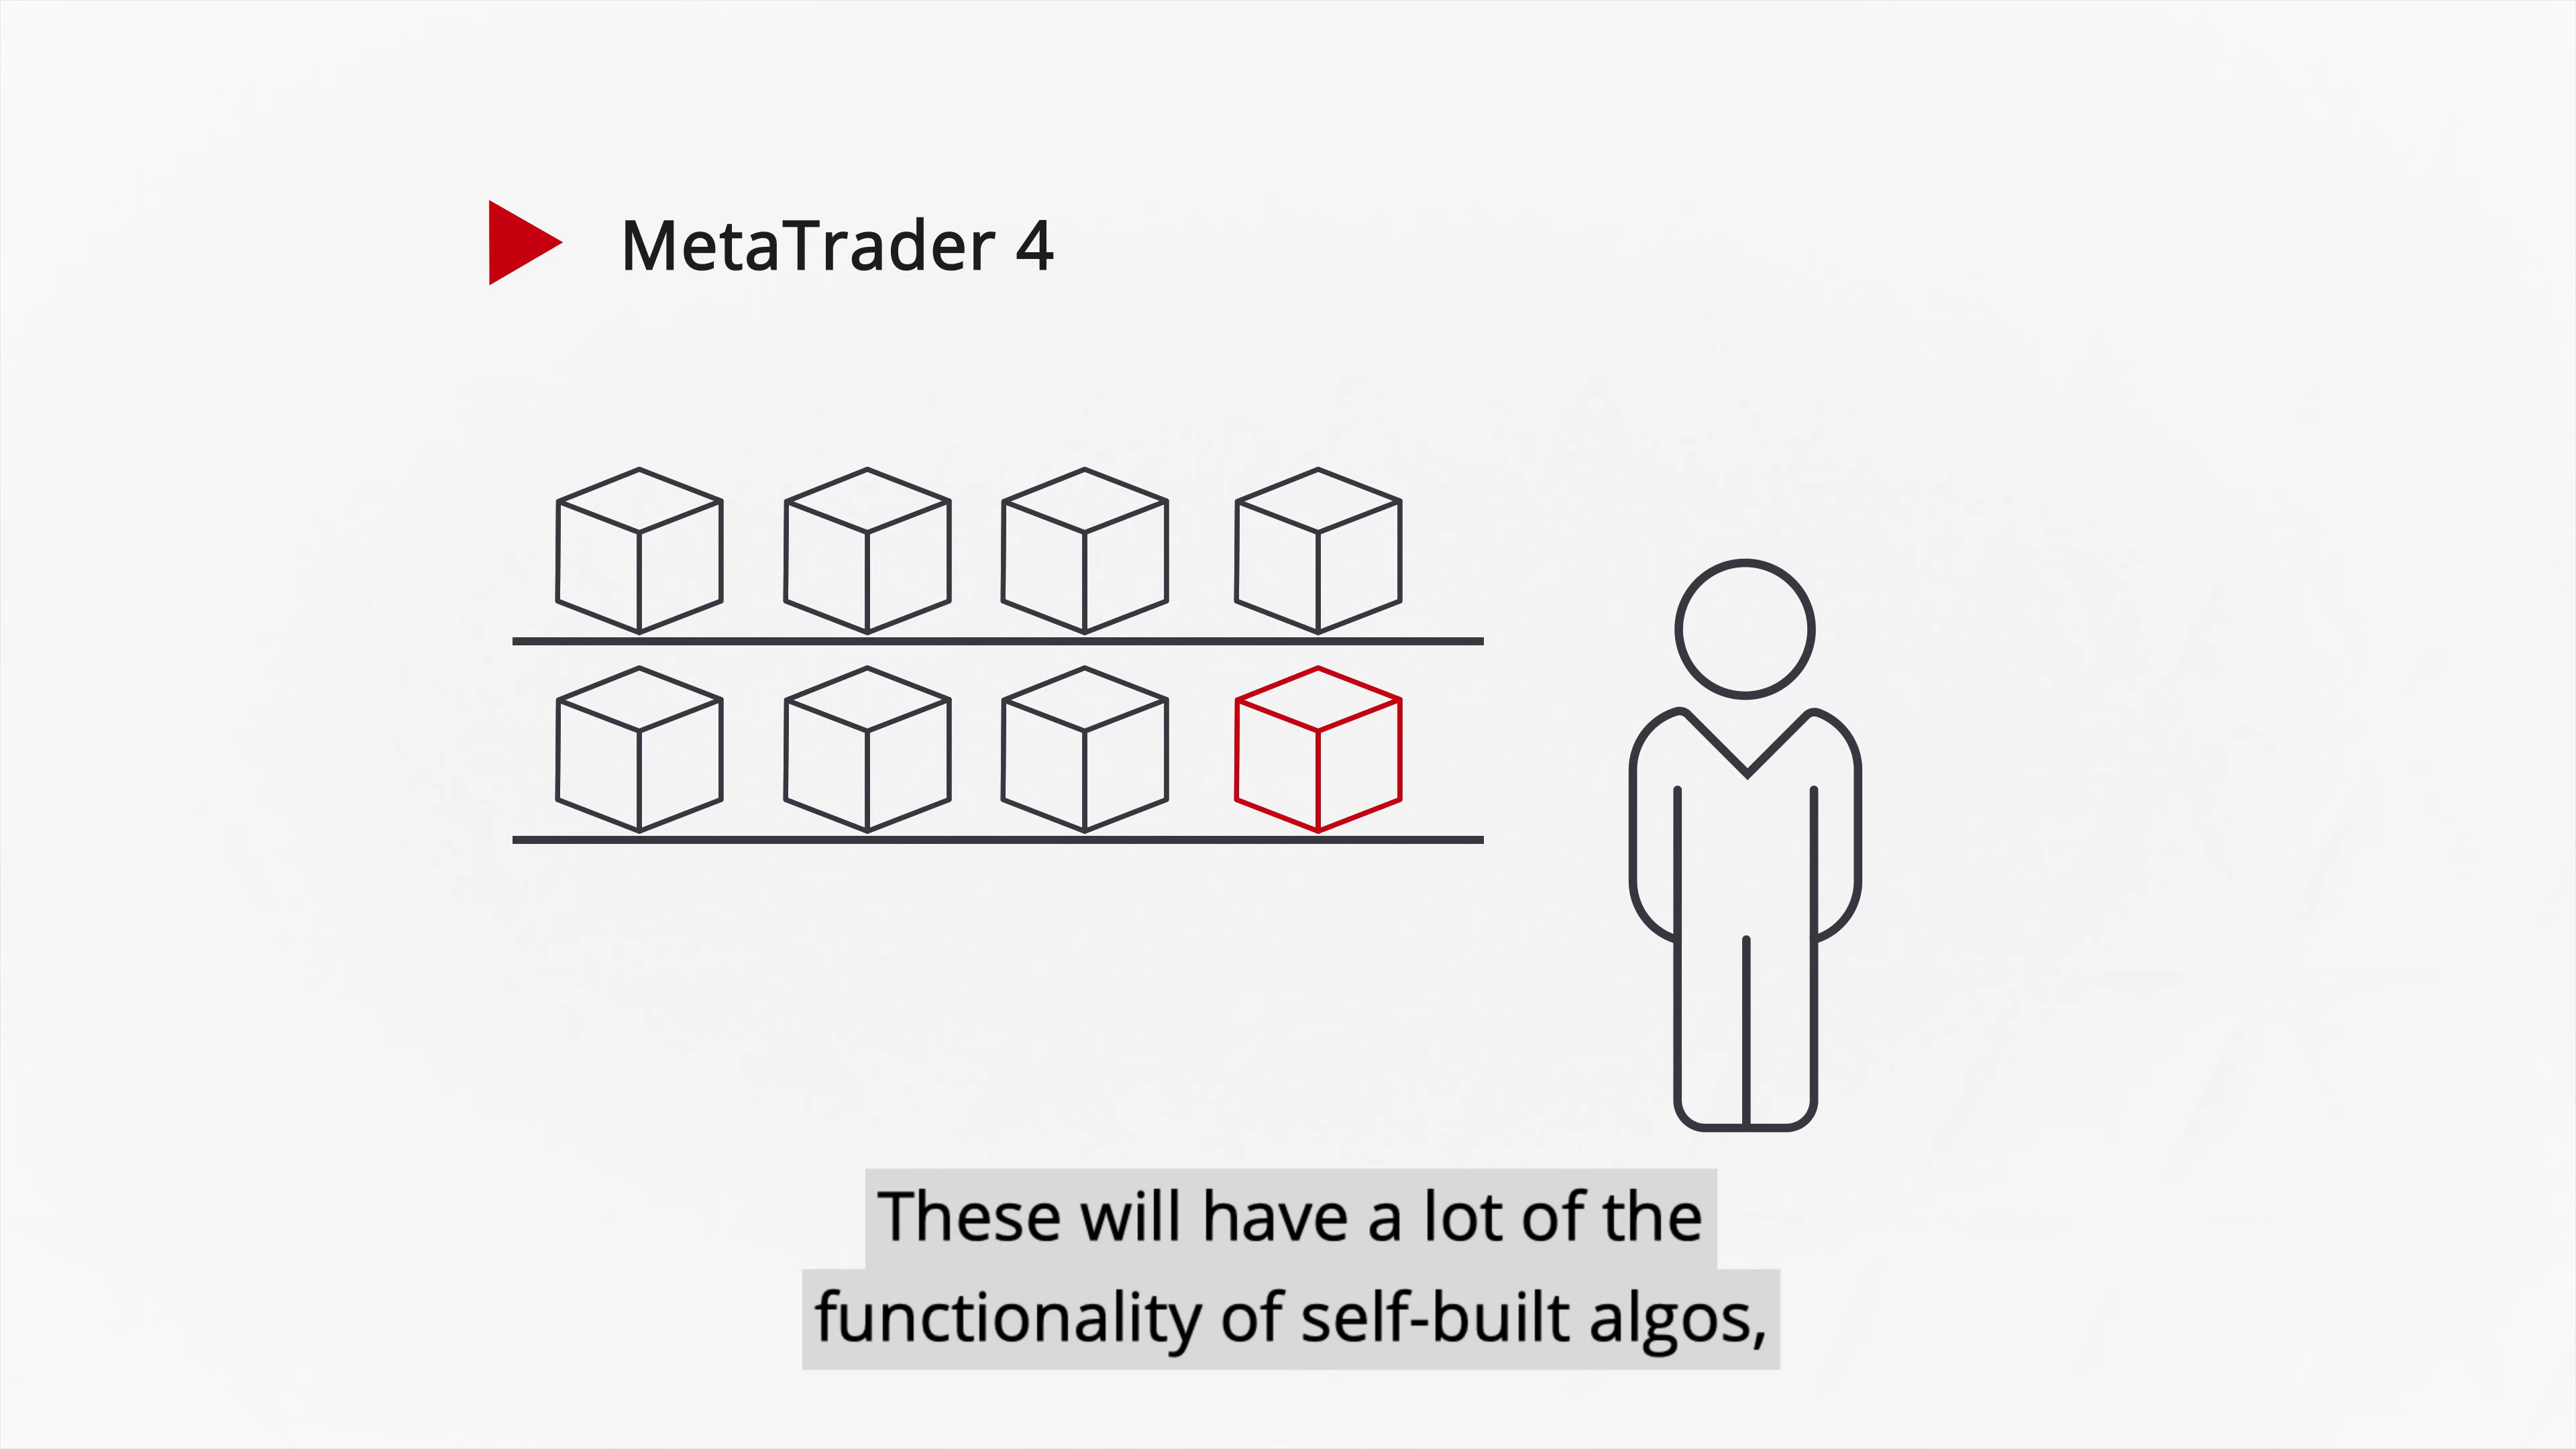 MetaTrader 4
These will have a lot of the
functionality of self-built algos,